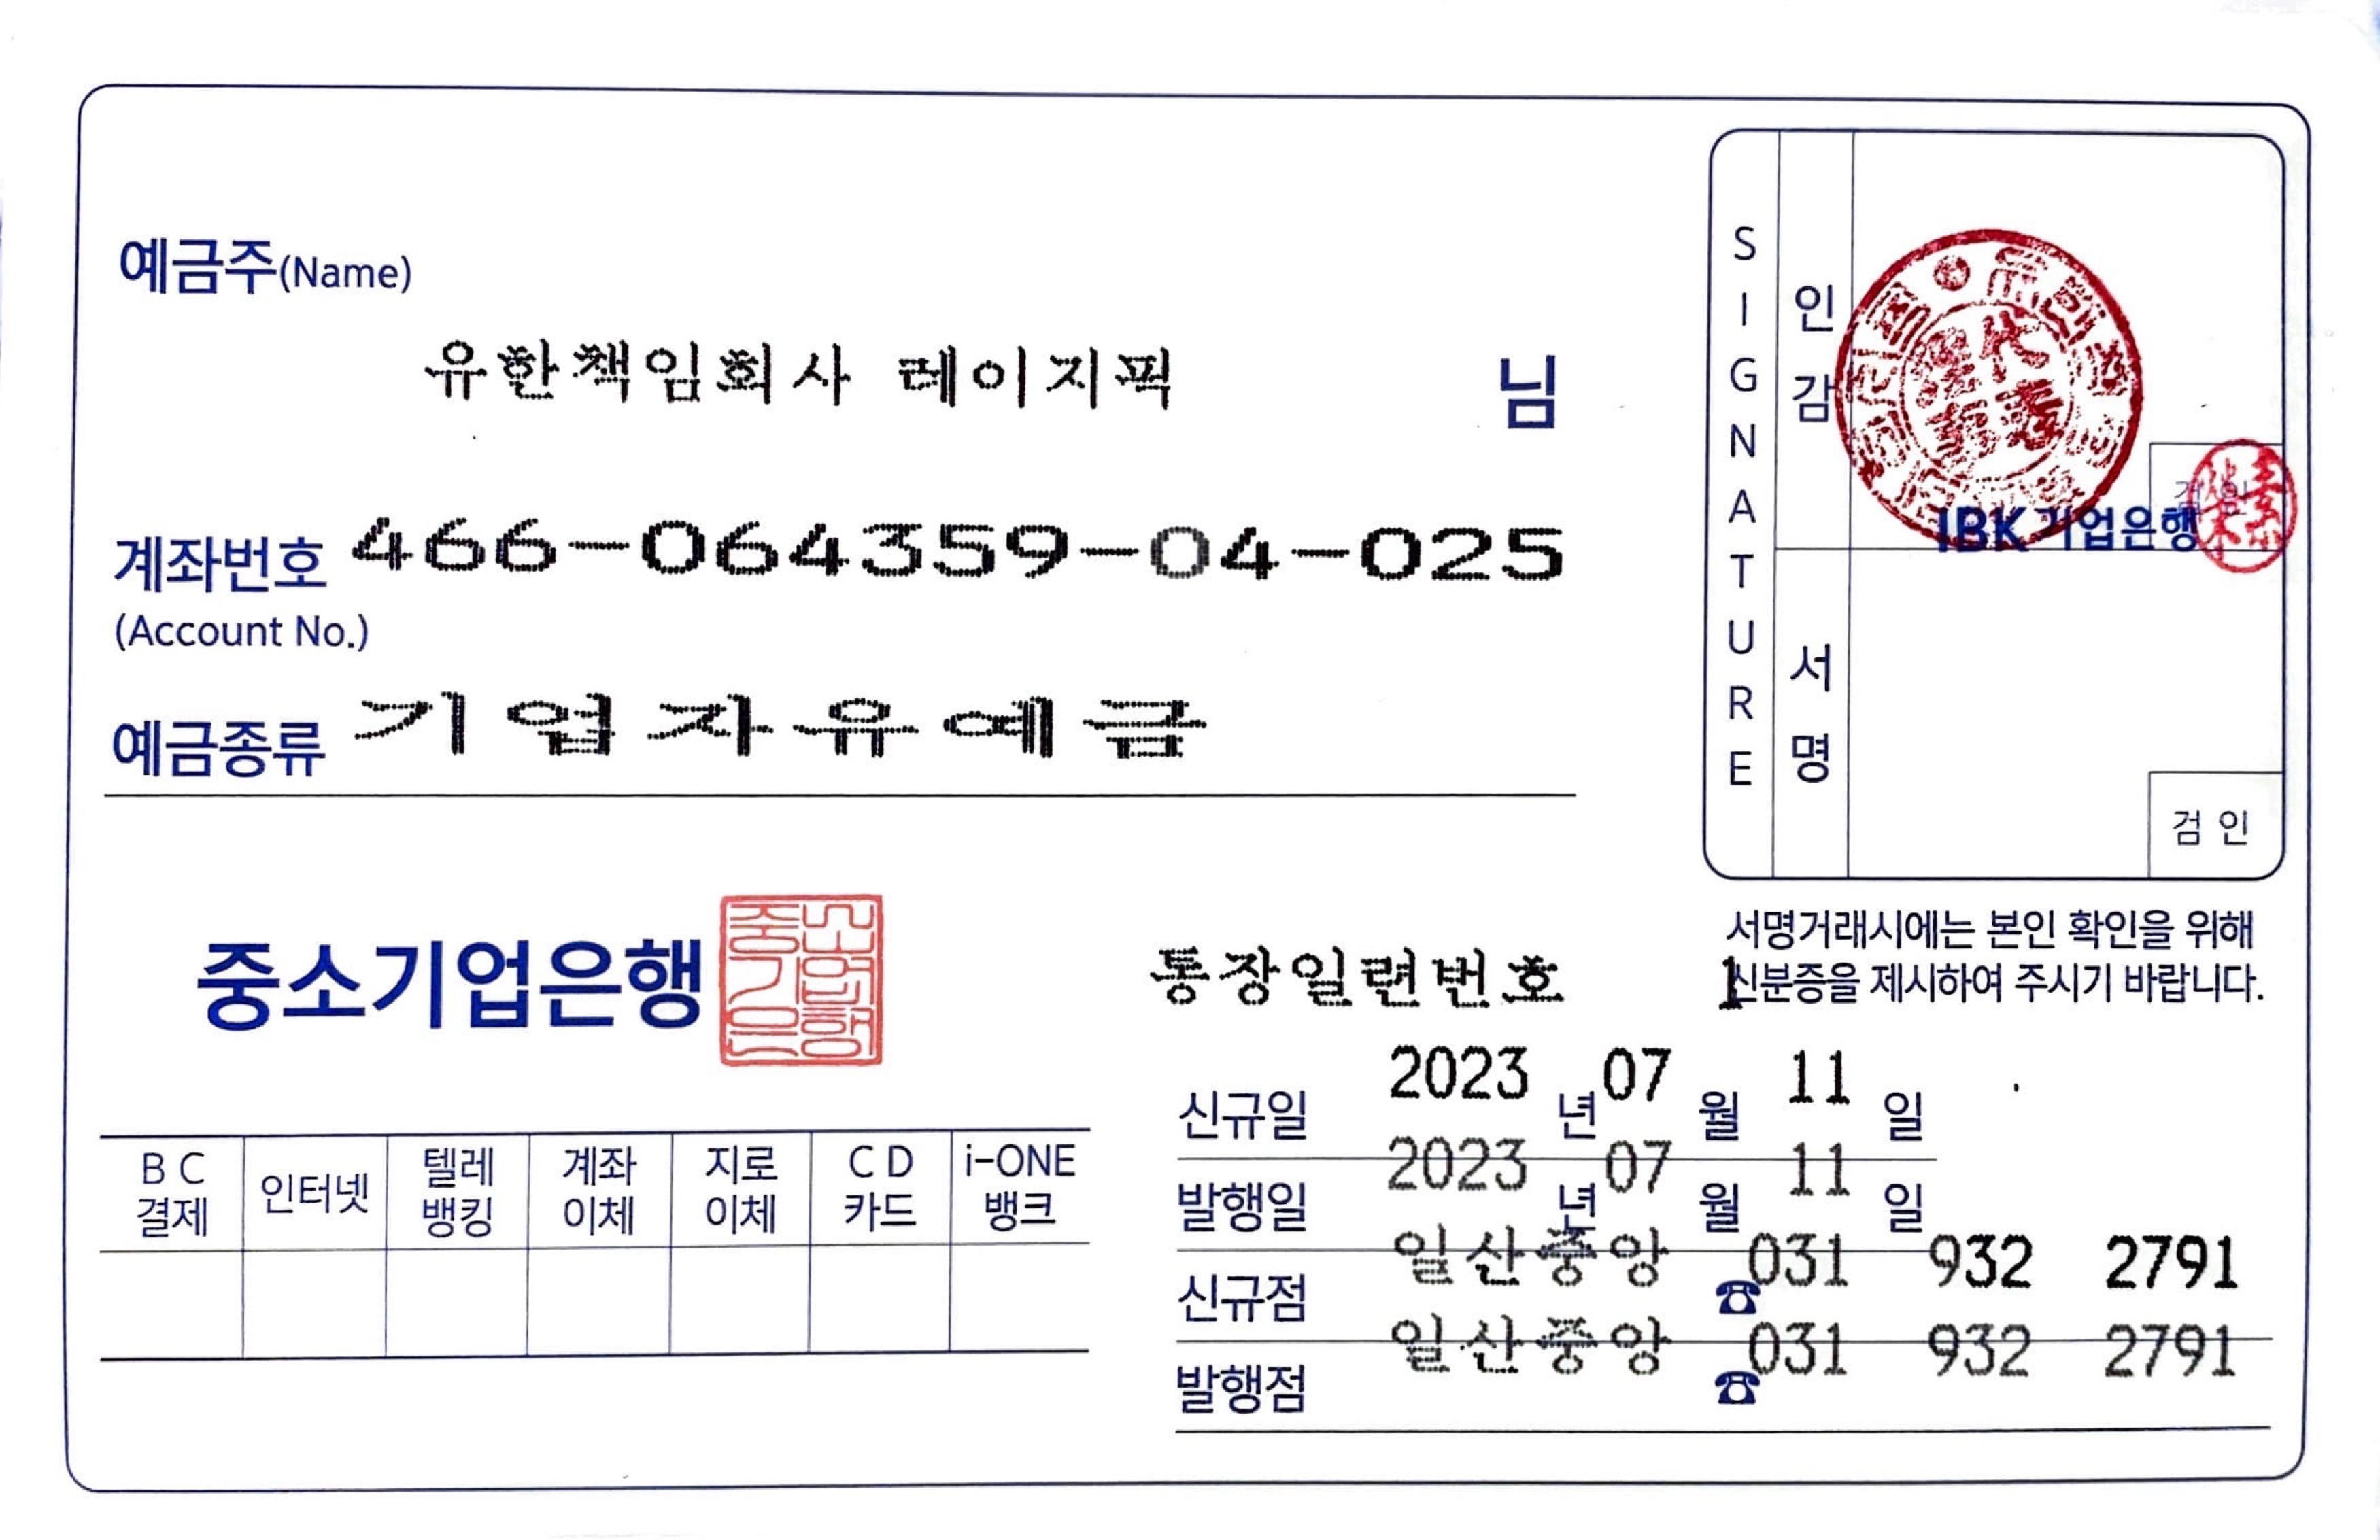 예금주(Name)
유한책임회사 페이지픽 님
계좌번호 466-064359-04-025
(Account No.)
예금종류 기업자유예금
SIGNATURE
인감
검인
IBK기업은행
서명
검인
서명거래시에는 본인 확인을 위해
신분증을 제시하여 주시기 바랍니다.
중소기업은행
통장일련번호 1
신규일 2023 년 07 월 11 일
발행일 2023 년 07 월 11 일
신규점 일산중앙 ☎ 031 932 2791
발행점 일산중앙 ☎ 031 932 2791
BC 결제 인터넷 텔레뱅킹 계좌이체 지로이체 CD카드 i-ONE뱅크